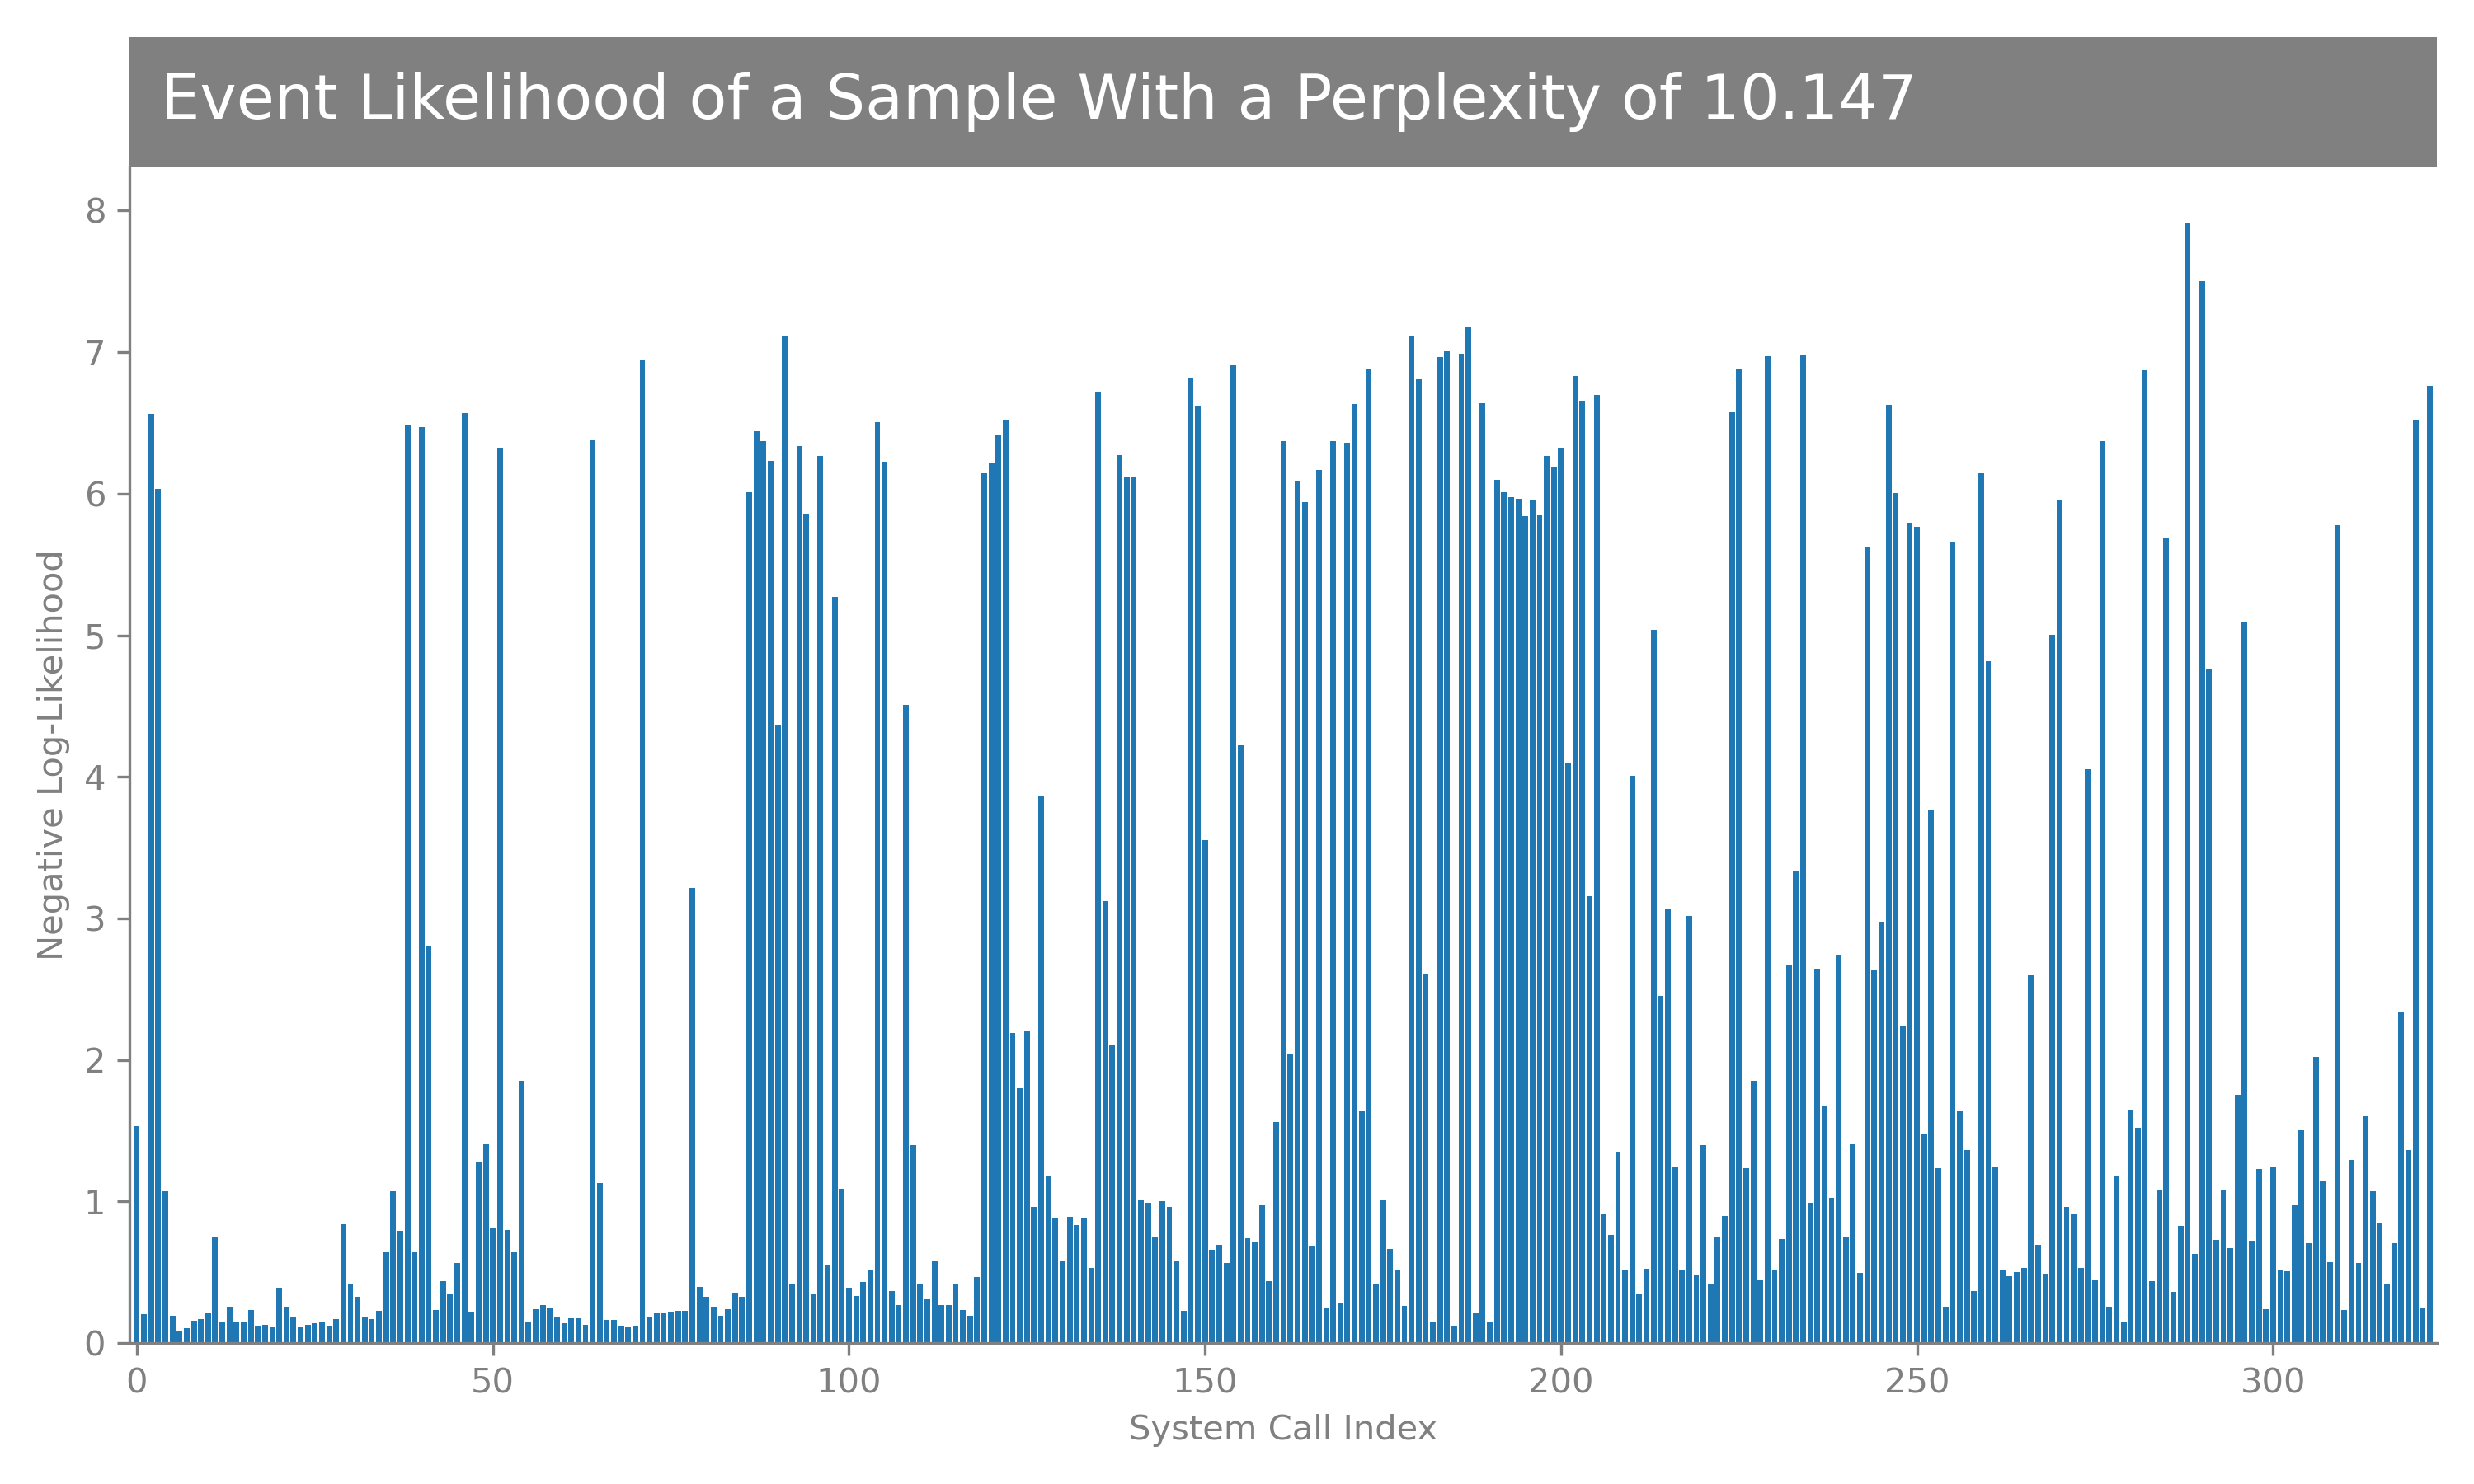 Event Likelihood of a Sample With a Perplexity of 10.147
8
7
6
5
4
3
2
1
0
Negative Log-Likelihood
0 50 100 150 200 250 300
System Call Index